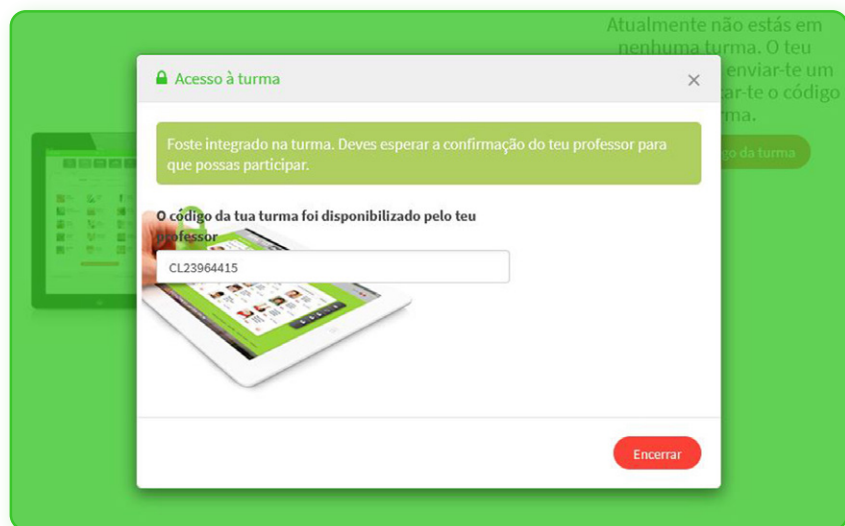 Atualmente não estás em
nenhuma turma. O teu
enviar-te um
tar-te o código
rma.
go da turma
Acesso à turma
×
Foste integrado na turma. Deves esperar a confirmação do teu professor para
que possas participar.
O código da tua turma foi disponibilizado pelo teu
professor
CL23964415
Encerrar